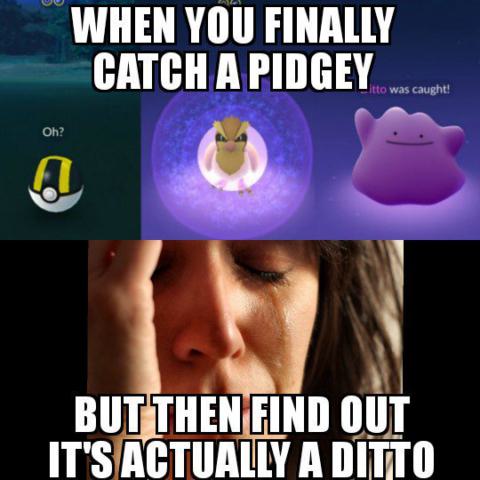 WHEN YOU FINALLY
CATCH A PIDGEY
itto was caught!
Oh?
BUT THEN FIND OUT
IT'S ACTUALLY A DITTO